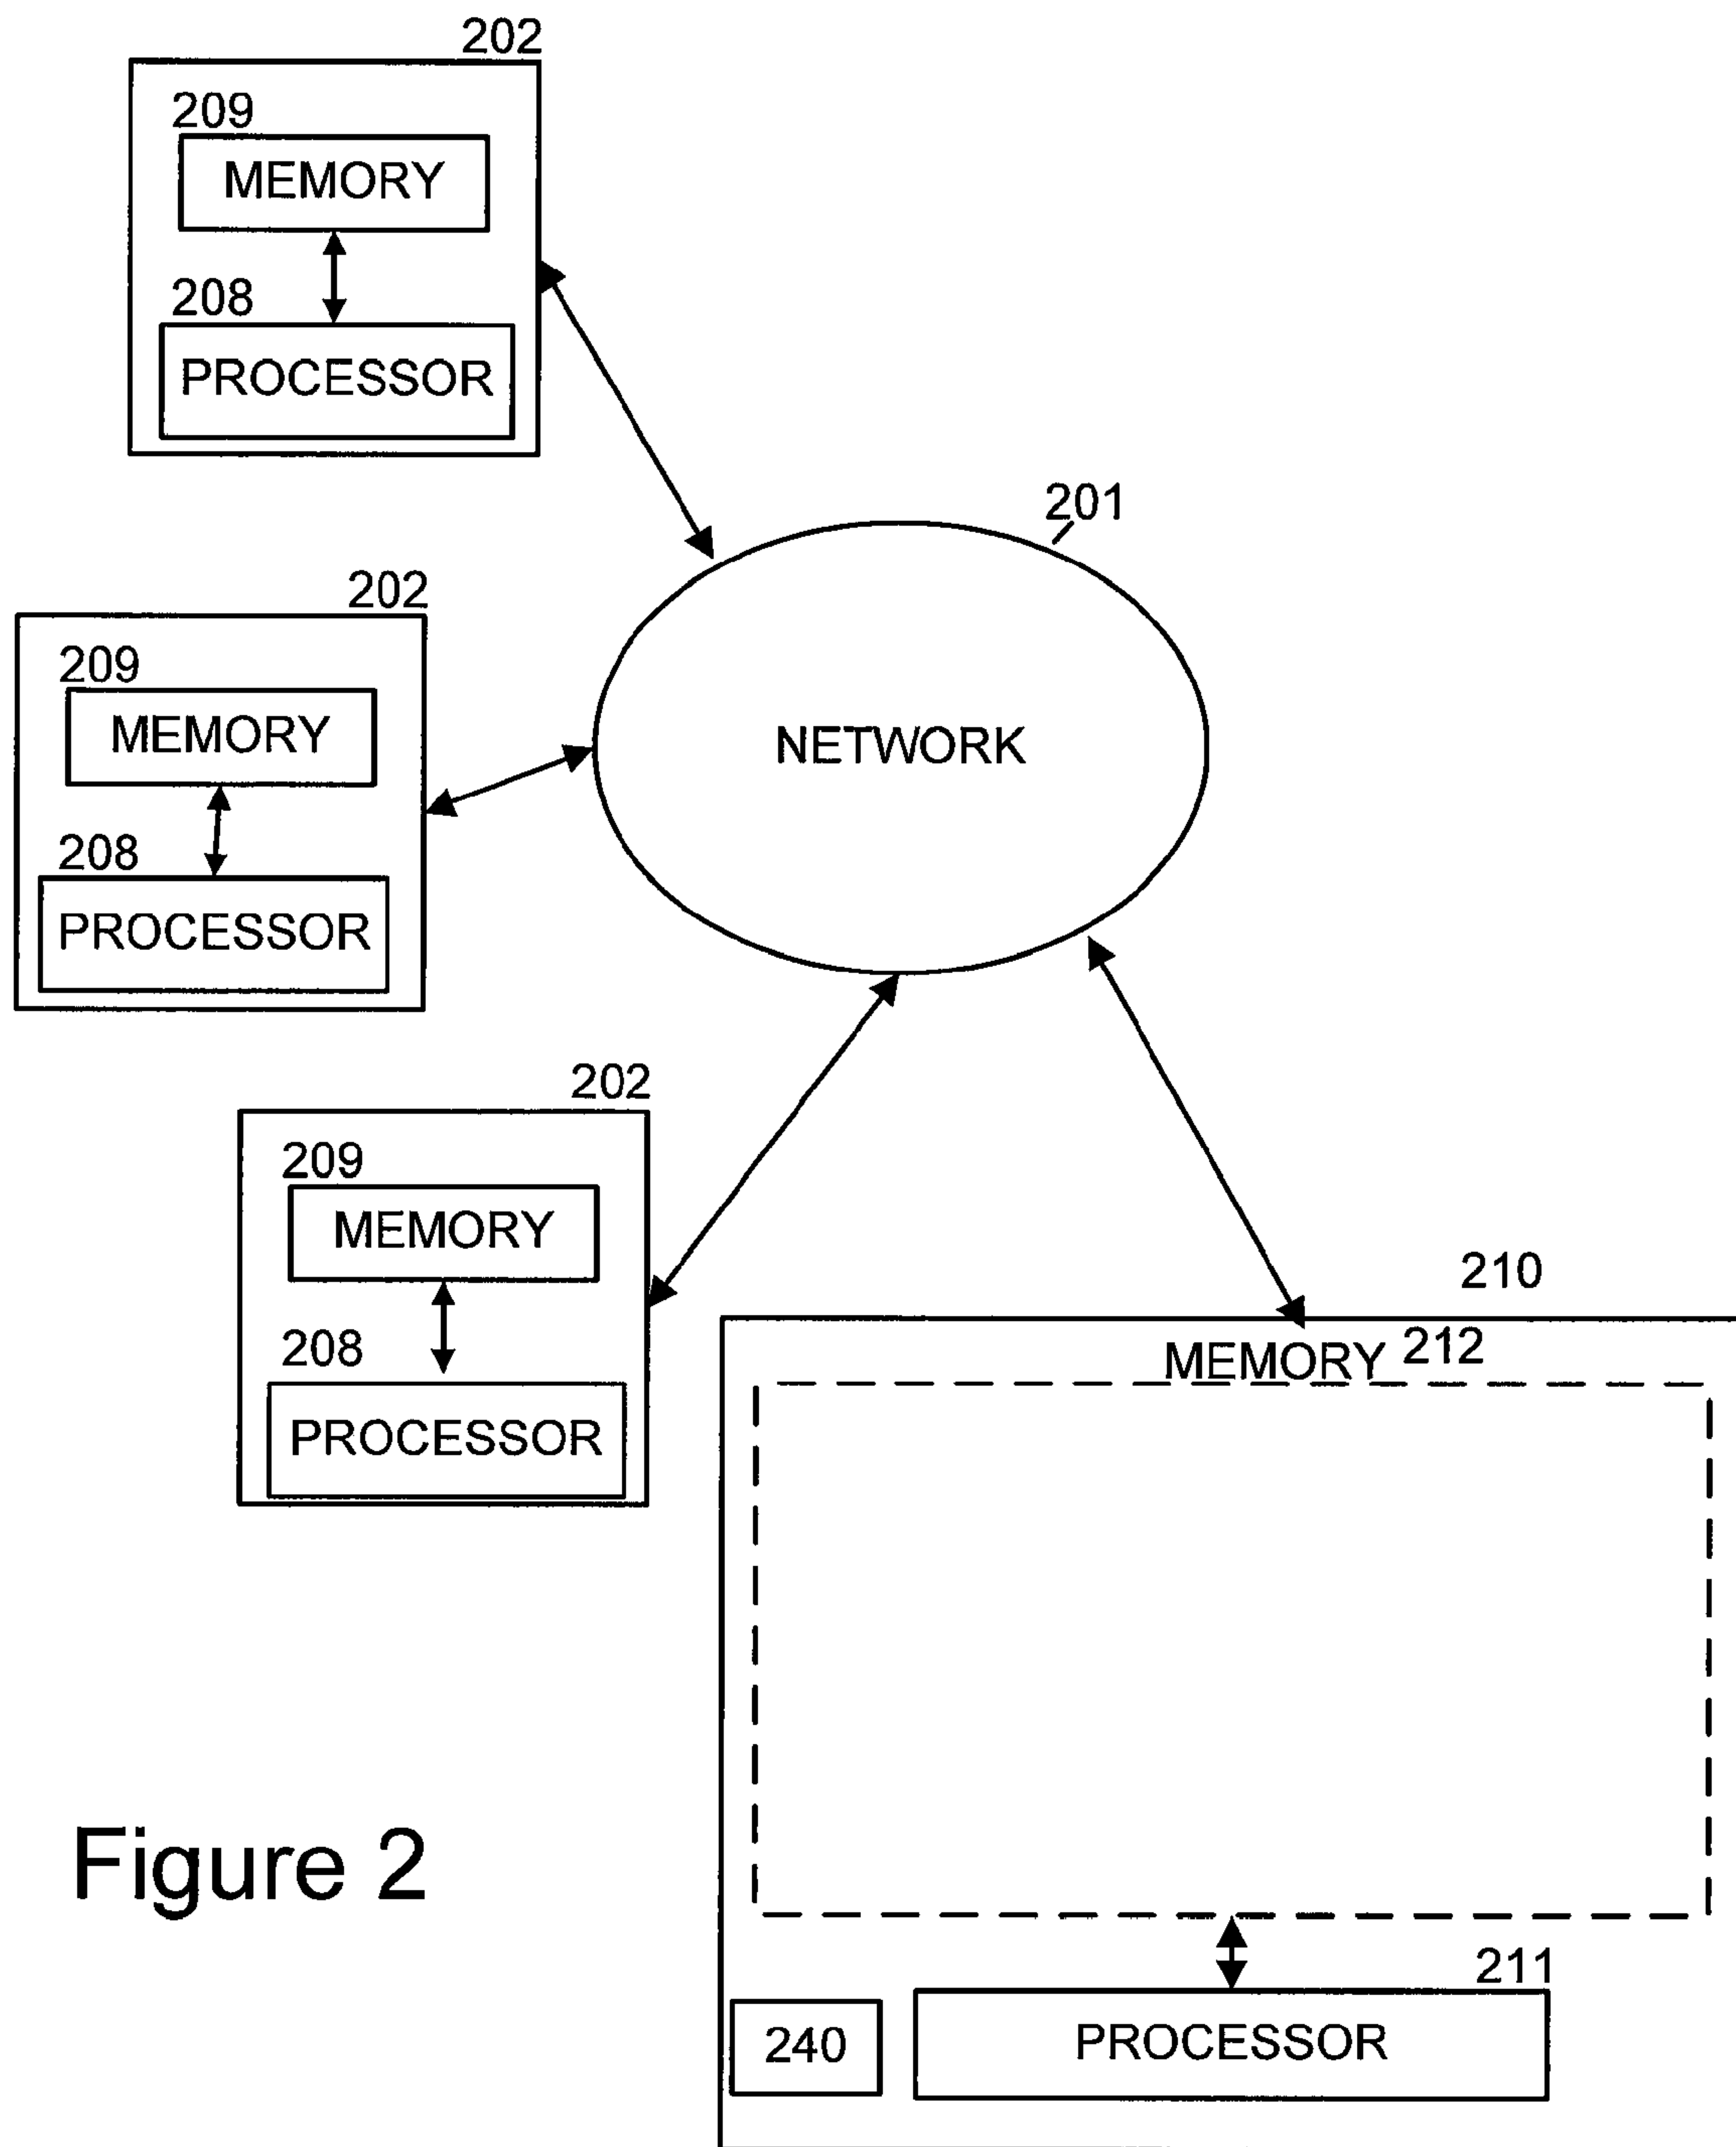 202
209
MEMORY
208
PROCESSOR
201
NETWORK
202
209
MEMORY
208
PROCESSOR
202
209
MEMORY
208
PROCESSOR
210
MEMORY 212
211
240
PROCESSOR
Figure 2